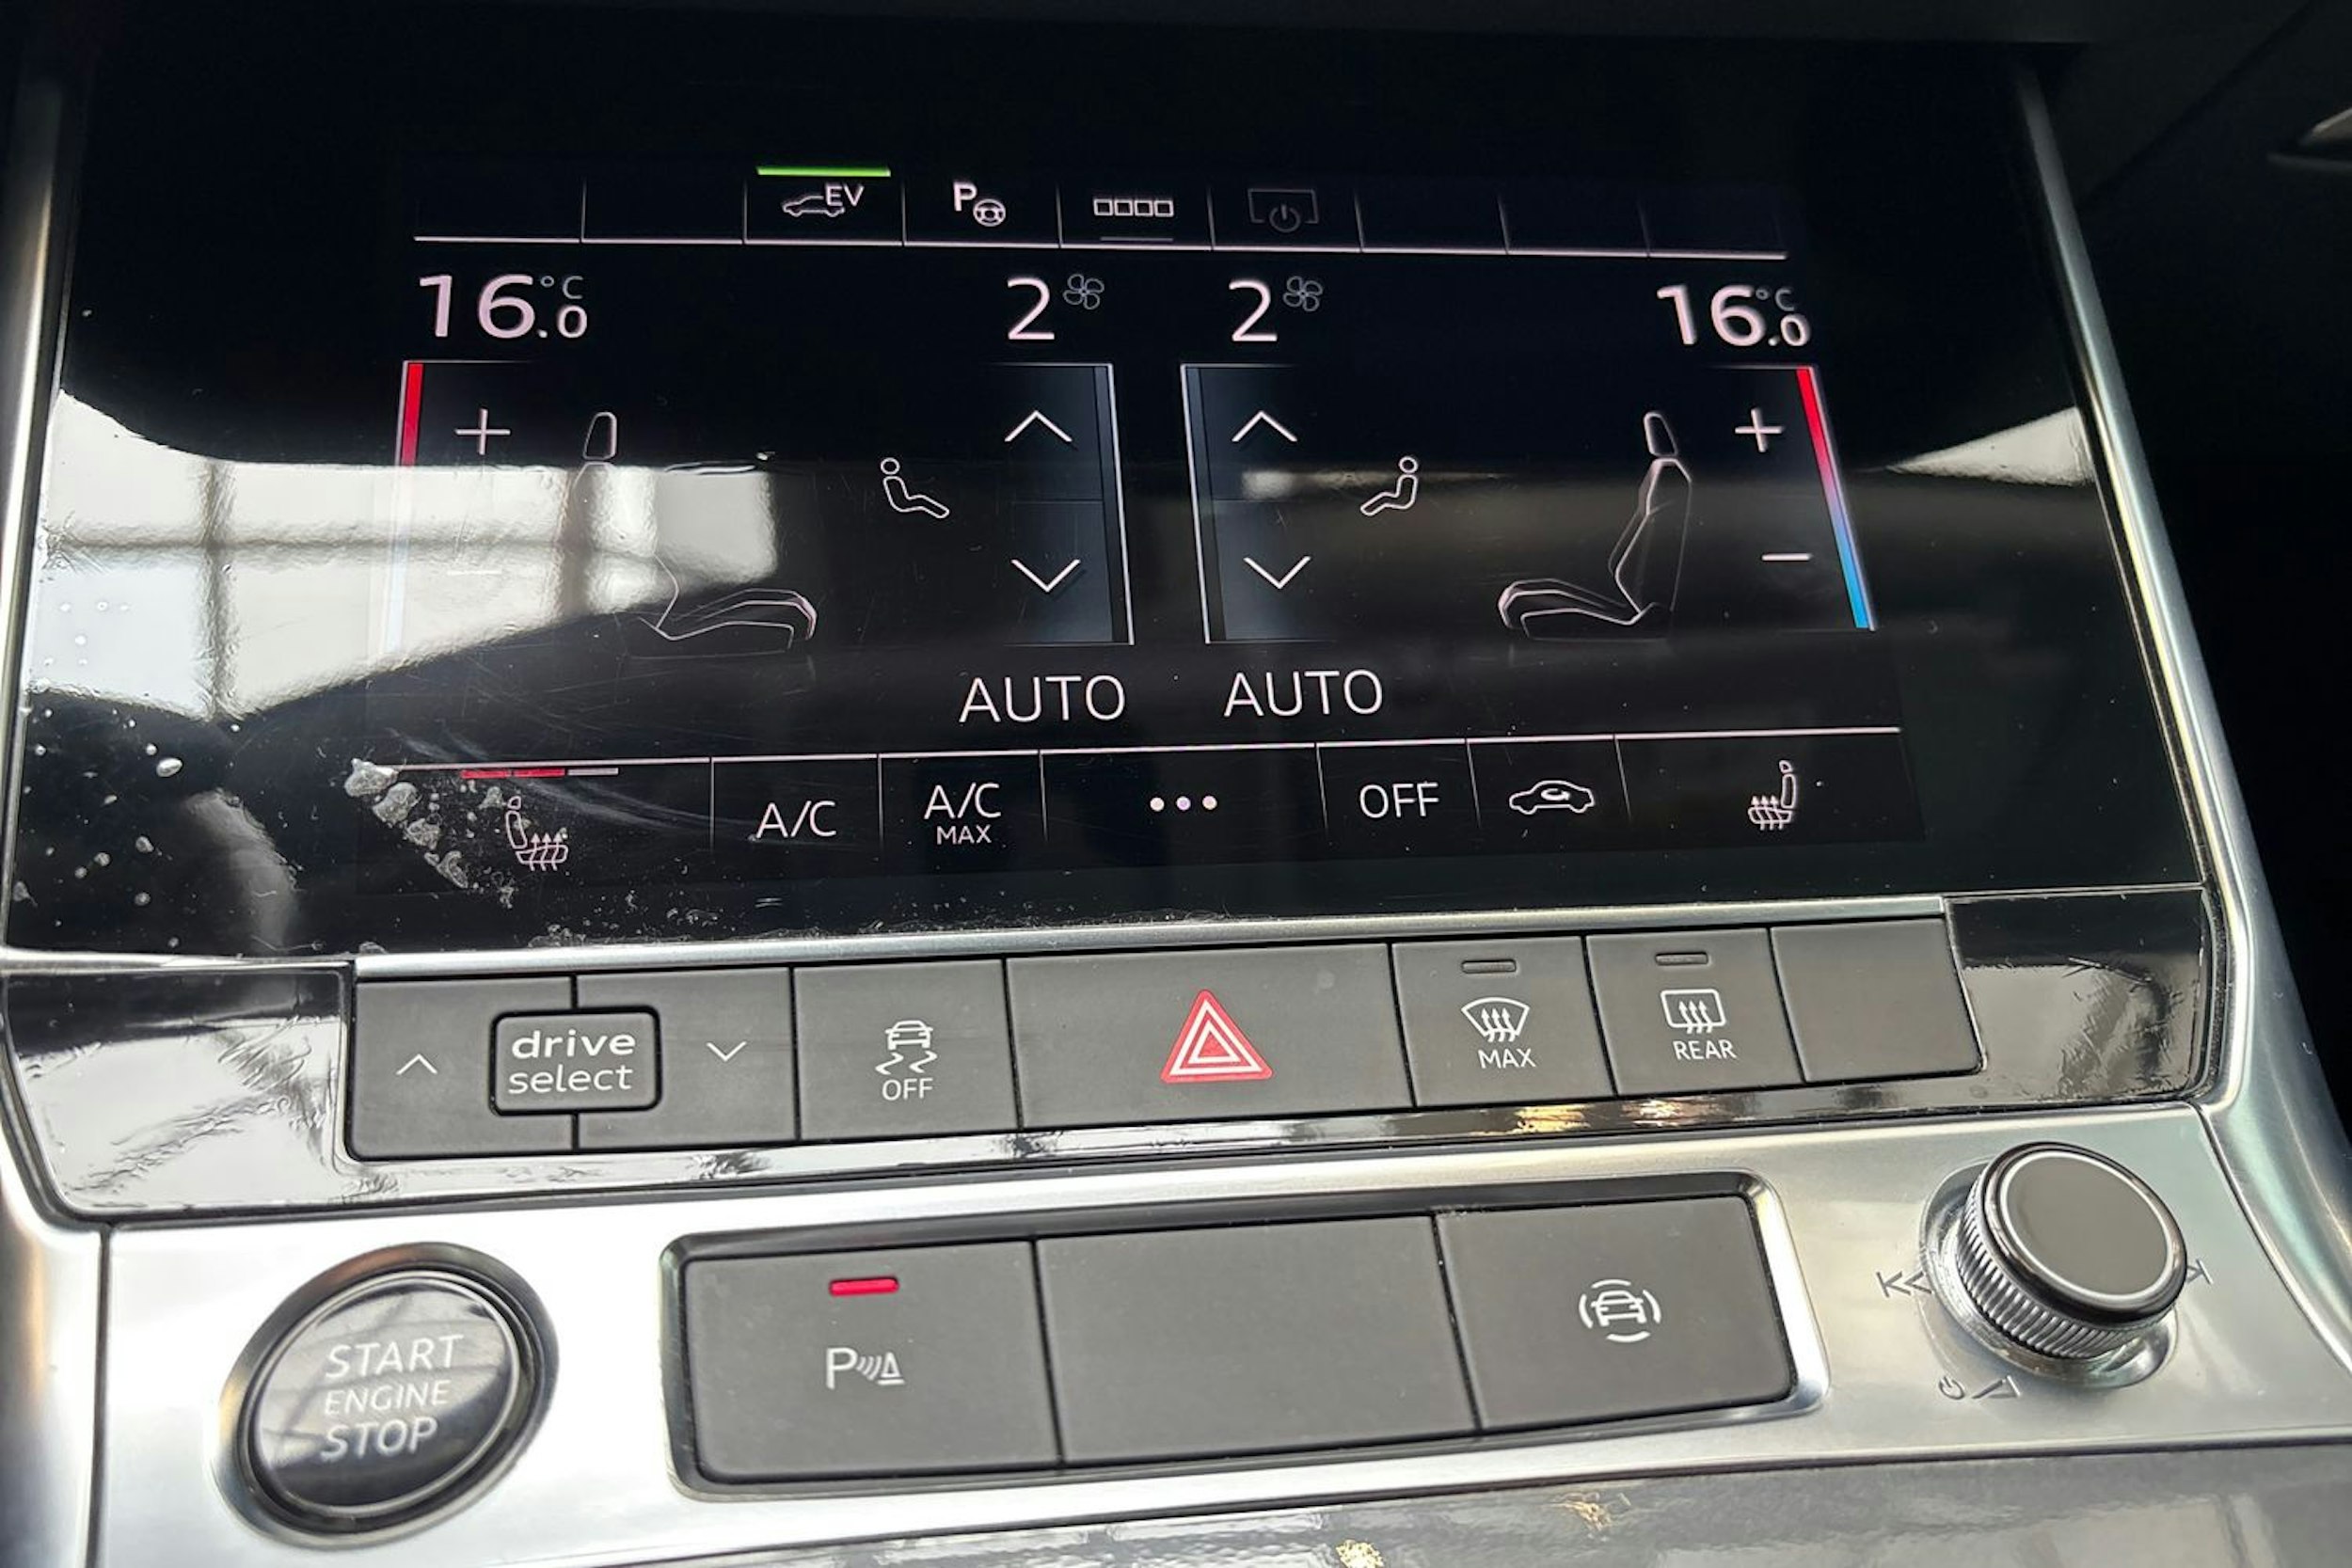 EV P
16.0 °C 2 2 16.0 °C
AUTO AUTO
A/C A/C MAX OFF
drive
select
OFF
MAX
REAR
START
ENGINE
STOP
P